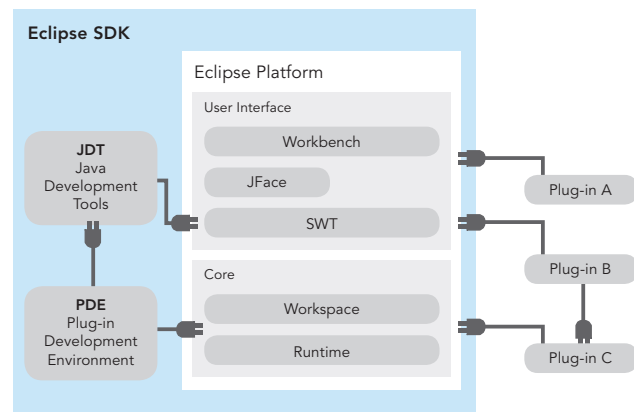 Eclipse SDK
Eclipse Platform
User Interface
Workbench
JFace
SWT
Core
Workspace
Runtime
JDT
Java
Development
Tools
PDE
Plug-in
Development
Environment
Plug-in A
Plug-in B
Plug-in C